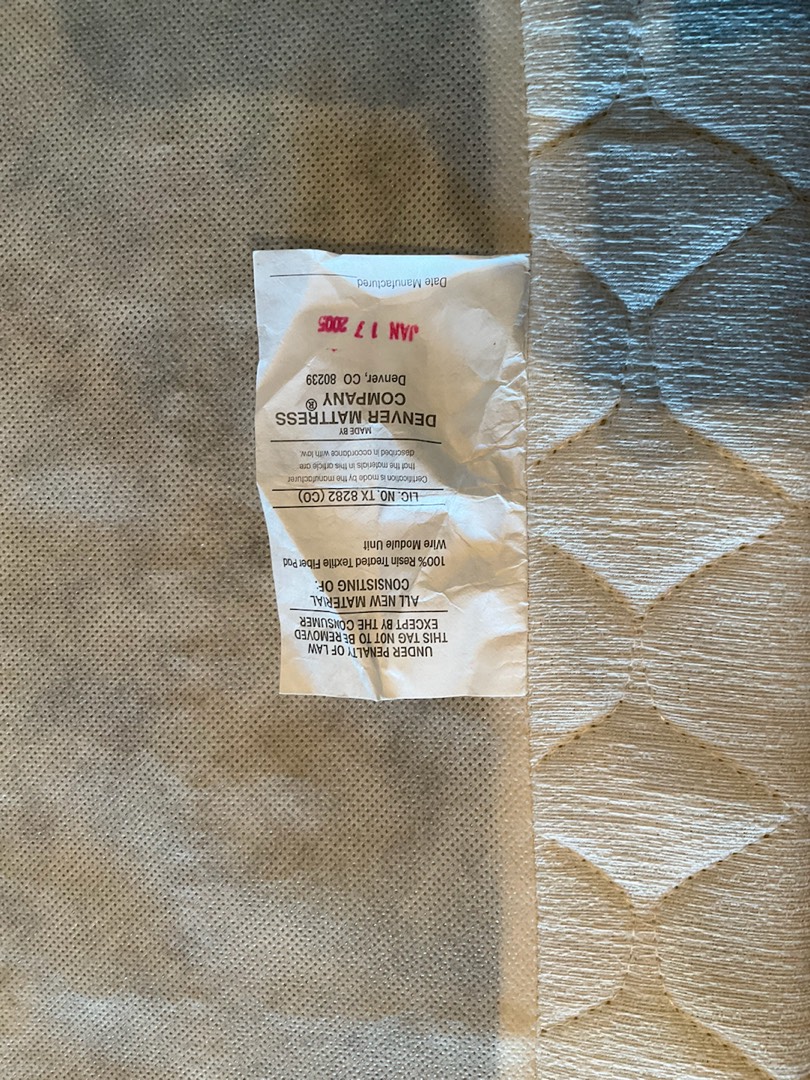 UNDER PENALTY OF LAW
THIS TAG NOT TO BE REMOVED
EXCEPT BY THE CONSUMER
ALL NEW MATERIAL
CONSISTING OF:
100% Resin Treated Textile Fiber Pad
Wire Module Unit
LIC. NO. TX 8282 (CO)
Certification is made by the manufacturer
that the materials in this article are
described in accordance with law.
MADE BY
DENVER MATTRESS
COMPANY®
Denver, CO 80239
JAN 17 2005
Date Manufactured